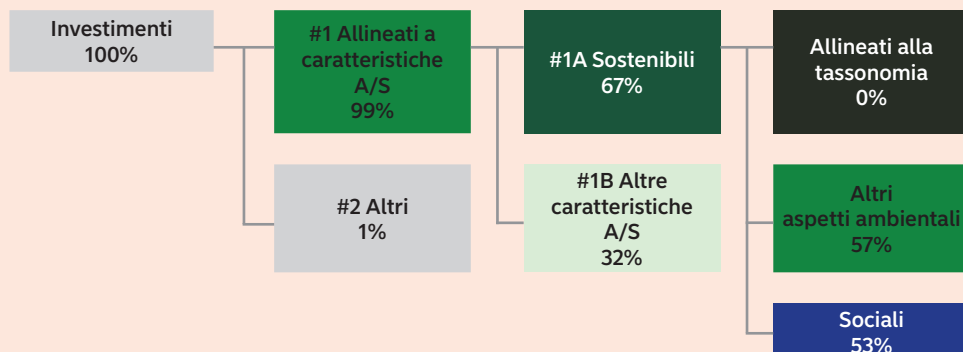 Investimenti
100%
#1 Allineati a
caratteristiche
A/S
99%
#1A Sostenibili
67%
Allineati alla
tassonomia
0%
#2 Altri
1%
#1B Altre
caratteristiche
A/S
32%
Altri
aspetti ambientali
57%
Sociali
53%